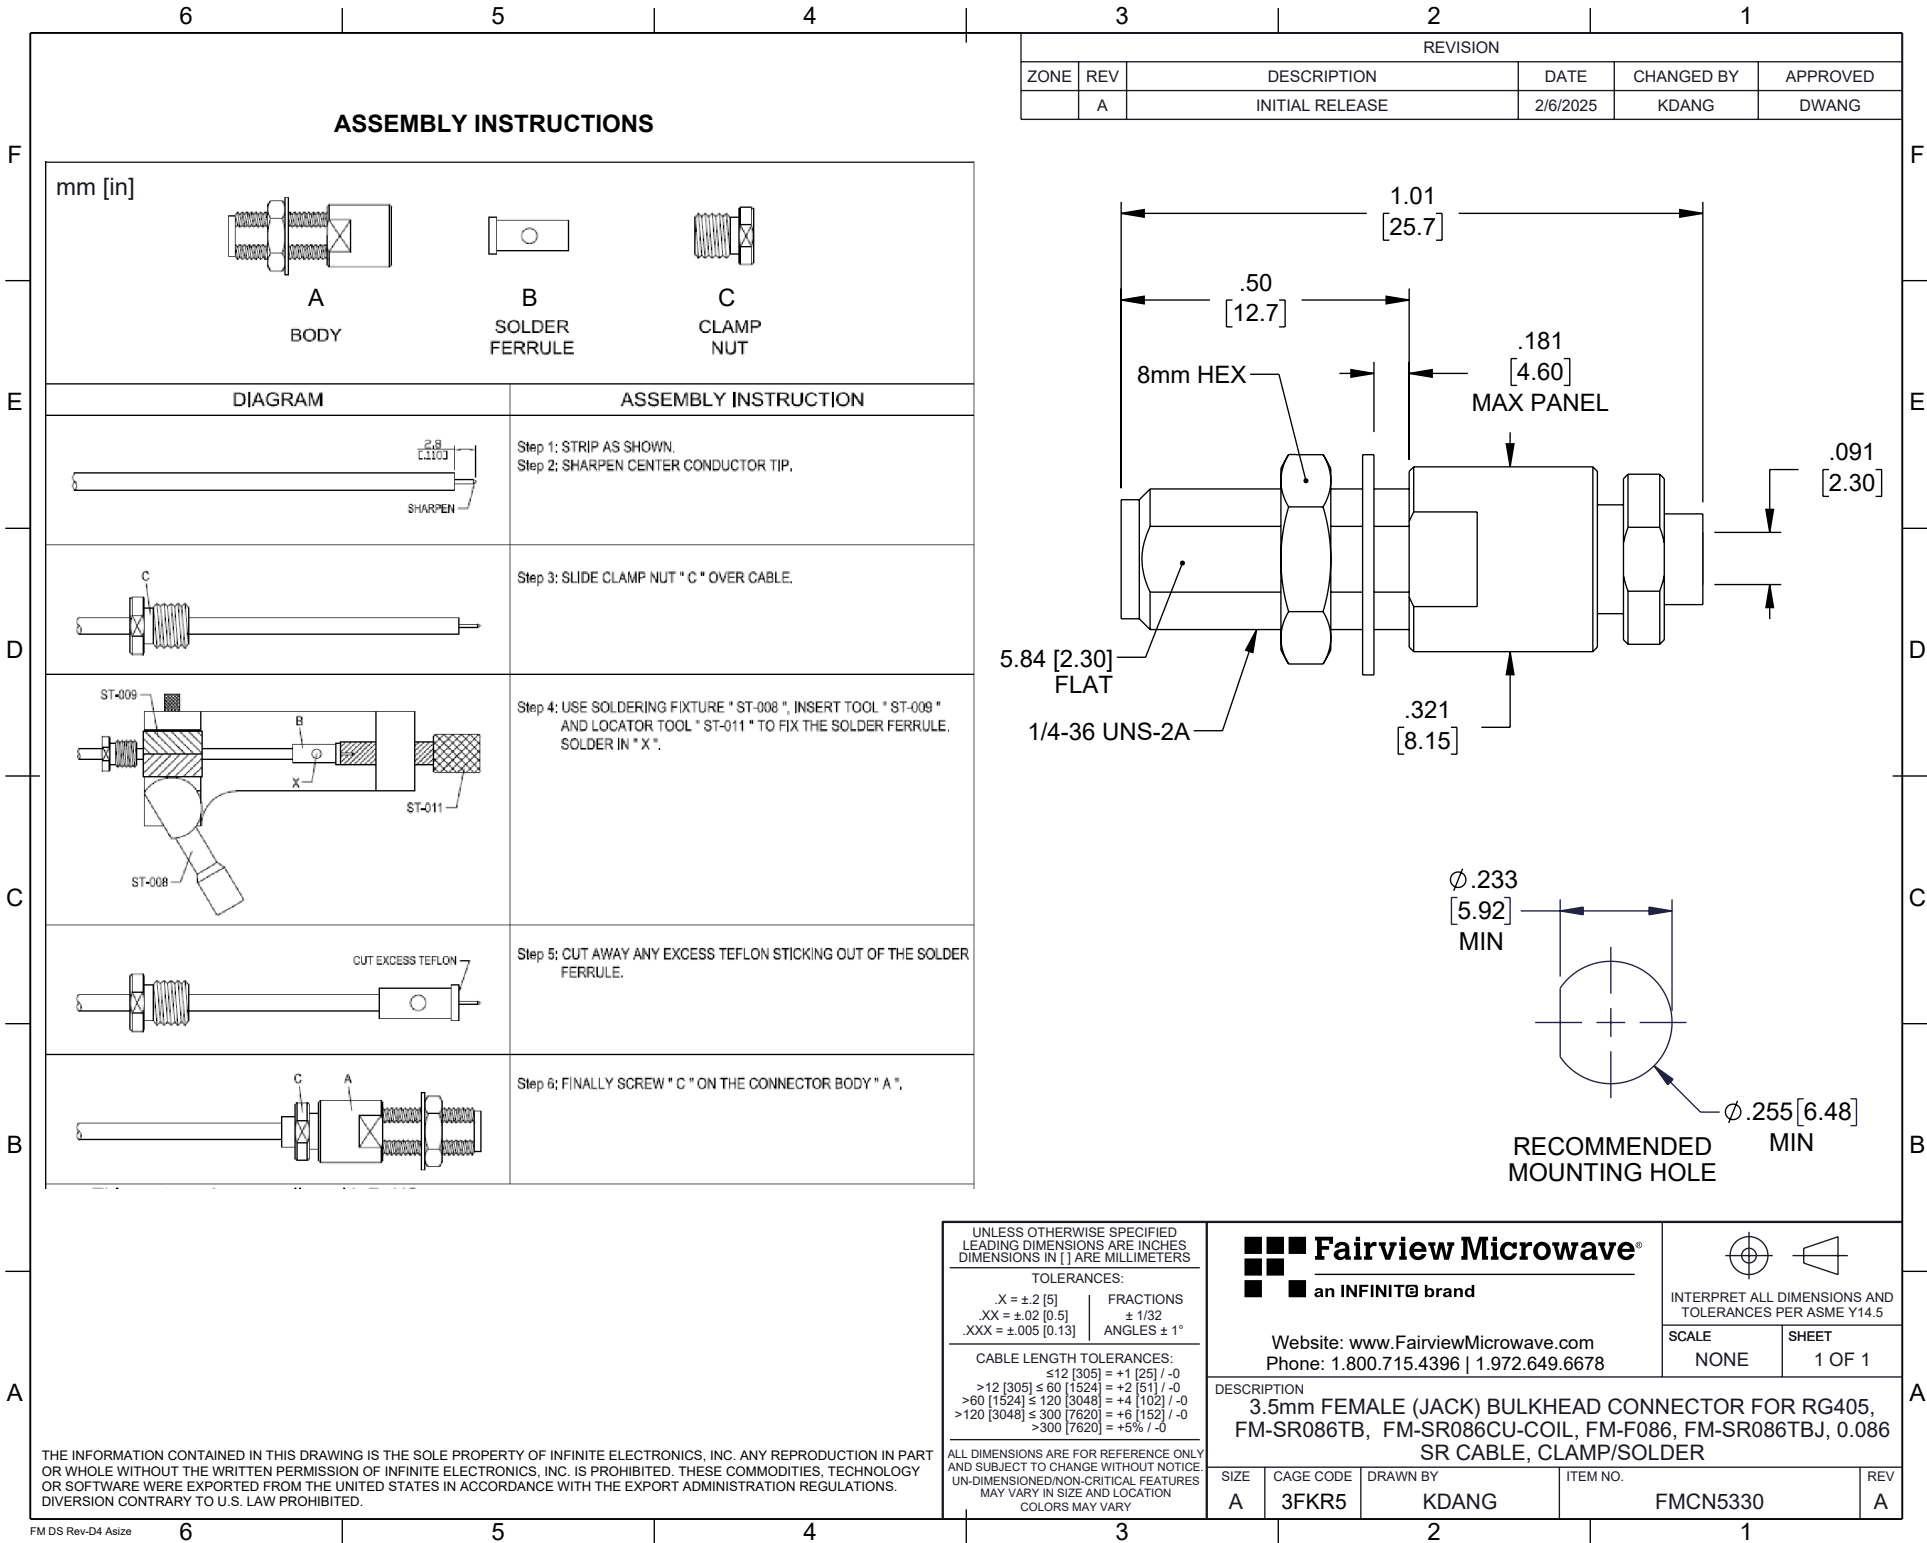 6 5 4 3 2 1
REVISION
ZONE REV DESCRIPTION DATE CHANGED BY APPROVED
A INITIAL RELEASE 2/6/2025 KDANG DWANG
F
E
D
C
B
A
F
E
D
C
B
A
ASSEMBLY INSTRUCTIONS
mm [in]
A
BODY
B
SOLDER
FERRULE
C
CLAMP
NUT
DIAGRAM ASSEMBLY INSTRUCTION
2.8
[.110]
SHARPEN
Step 1: STRIP AS SHOWN.
Step 2: SHARPEN CENTER CONDUCTOR TIP.
C
Step 3: SLIDE CLAMP NUT " C " OVER CABLE.
ST-009
B
X
ST-011
ST-008
Step 4: USE SOLDERING FIXTURE " ST-008 ", INSERT TOOL " ST-009 "
AND LOCATOR TOOL " ST-011 " TO FIX THE SOLDER FERRULE.
SOLDER IN " X ".
CUT EXCESS TEFLON
Step 5: CUT AWAY ANY EXCESS TEFLON STICKING OUT OF THE SOLDER
FERRULE.
C A
Step 6: FINALLY SCREW " C " ON THE CONNECTOR BODY " A ".
1.01
[25.7]
.50
[12.7]
8mm HEX
.181
[4.60]
MAX PANEL
.091
[2.30]
5.84 [2.30]
FLAT
1/4-36 UNS-2A
.321
[8.15]
Ø.233
[5.92]
MIN
Ø.255[6.48]
MIN
RECOMMENDED
MOUNTING HOLE
UNLESS OTHERWISE SPECIFIED
LEADING DIMENSIONS ARE INCHES
DIMENSIONS IN [ ] ARE MILLIMETERS
TOLERANCES:
.X = ±.2 [5]
.XX = ±.02 [0.5]
.XXX = ±.005 [0.13]
FRACTIONS
± 1/32
ANGLES ± 1°
CABLE LENGTH TOLERANCES:
≤12 [305] = +1 [25] / -0
>12 [305] ≤ 60 [1524] = +2 [51] / -0
>60 [1524] ≤ 120 [3048] = +4 [102] / -0
>120 [3048] ≤ 300 [7620] = +6 [152] / -0
>300 [7620] = +5% / -0
ALL DIMENSIONS ARE FOR REFERENCE ONLY
AND SUBJECT TO CHANGE WITHOUT NOTICE.
UN-DIMENSIONED/NON-CRITICAL FEATURES
MAY VARY IN SIZE AND LOCATION
COLORS MAY VARY
Fairview Microwave®
an INFINITe brand
Website: www.FairviewMicrowave.com
Phone: 1.800.715.4396 | 1.972.649.6678
INTERPRET ALL DIMENSIONS AND
TOLERANCES PER ASME Y14.5
SCALE
NONE
SHEET
1 OF 1
DESCRIPTION
3.5mm FEMALE (JACK) BULKHEAD CONNECTOR FOR RG405,
FM-SR086TB, FM-SR086CU-COIL, FM-F086, FM-SR086TBJ, 0.086
SR CABLE, CLAMP/SOLDER
SIZE CAGE CODE DRAWN BY ITEM NO. REV
A 3FKR5 KDANG FMCN5330 A
THE INFORMATION CONTAINED IN THIS DRAWING IS THE SOLE PROPERTY OF INFINITE ELECTRONICS, INC. ANY REPRODUCTION IN PART
OR WHOLE WITHOUT THE WRITTEN PERMISSION OF INFINITE ELECTRONICS, INC. IS PROHIBITED. THESE COMMODITIES, TECHNOLOGY
OR SOFTWARE WERE EXPORTED FROM THE UNITED STATES IN ACCORDANCE WITH THE EXPORT ADMINISTRATION REGULATIONS.
DIVERSION CONTRARY TO U.S. LAW PROHIBITED.
FM DS Rev-D4 Asize
6 5 4 3 2 1